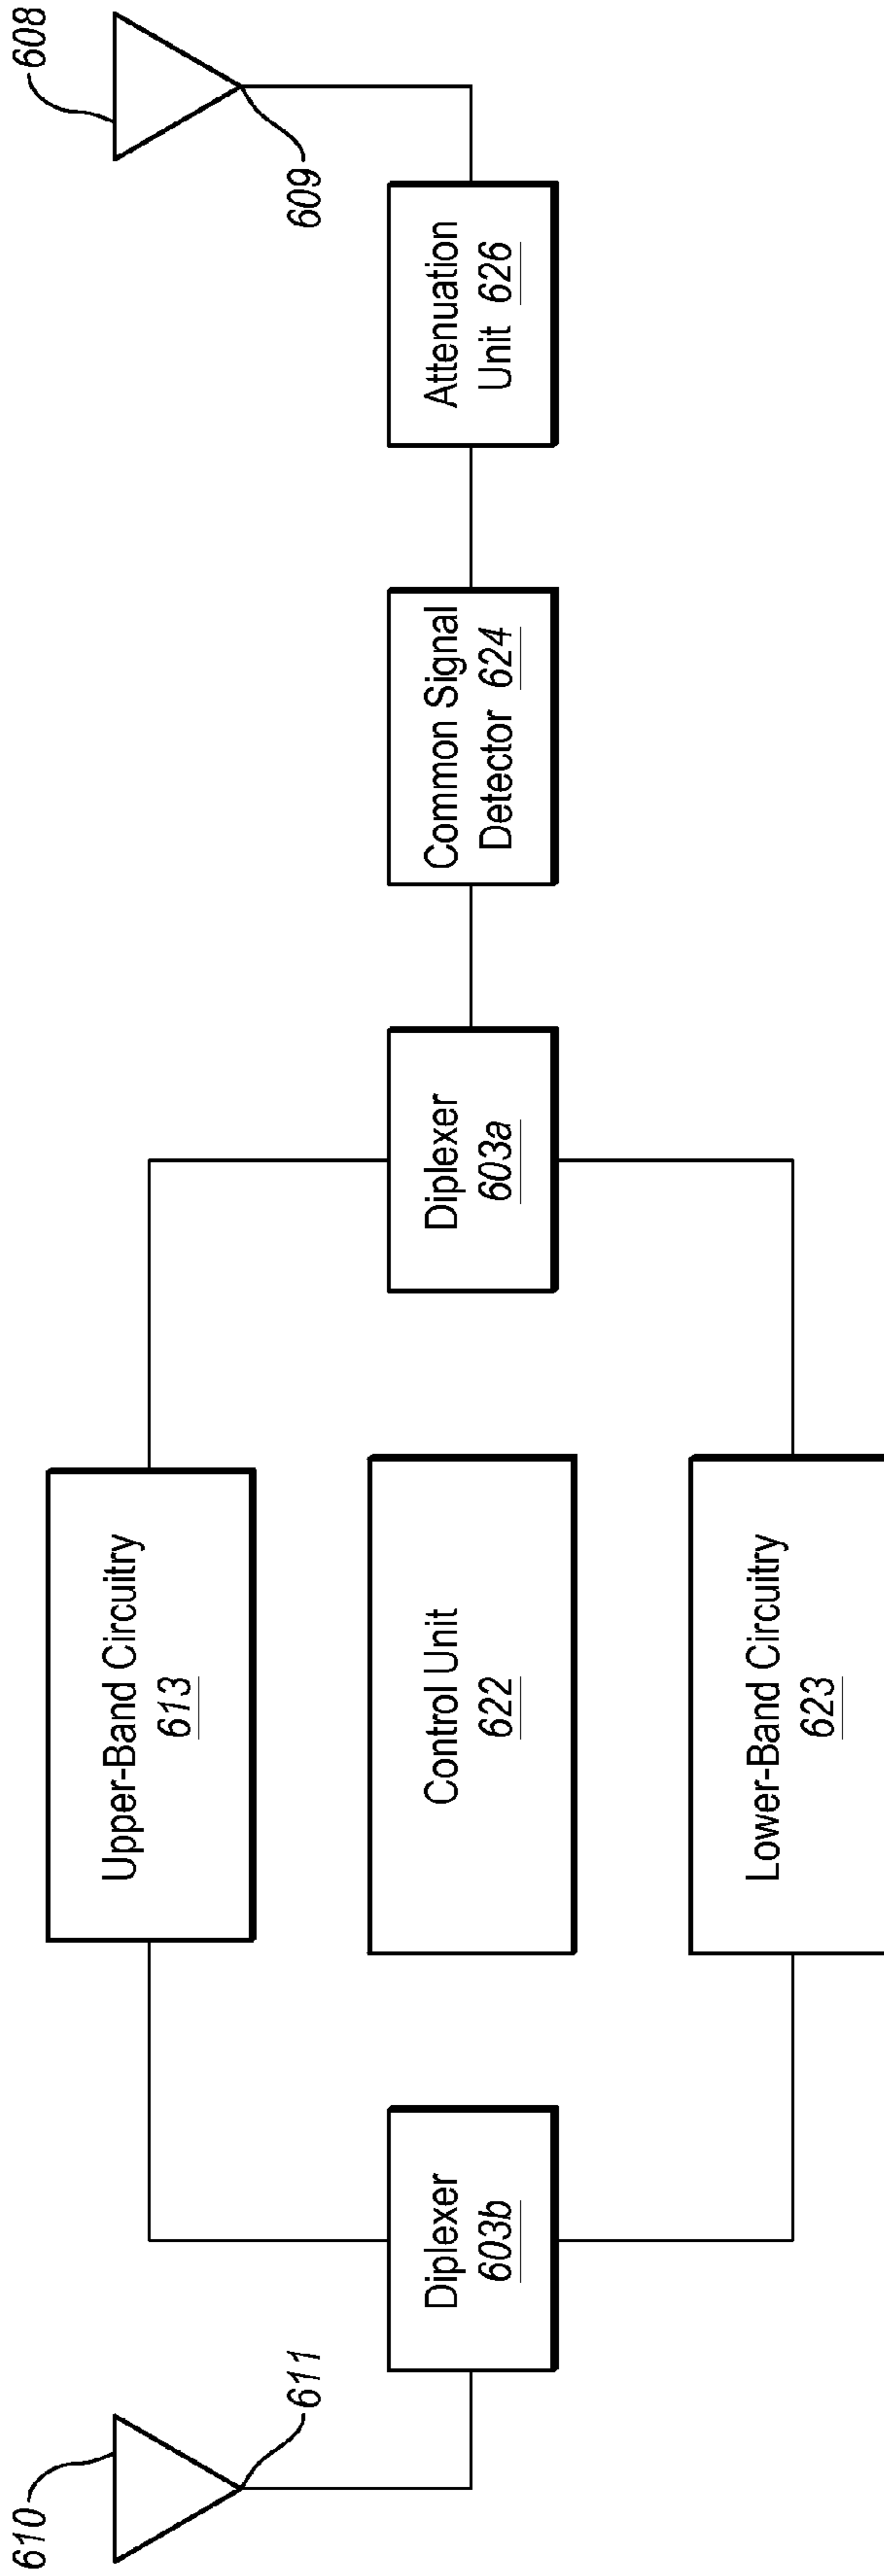 610
611
Diplexer
603b
Upper-Band Circuitry
613
Control Unit
622
Lower-Band Circuitry
623
Diplexer
603a
Common Signal
Detector 624
Attenuation
Unit 626
609
608